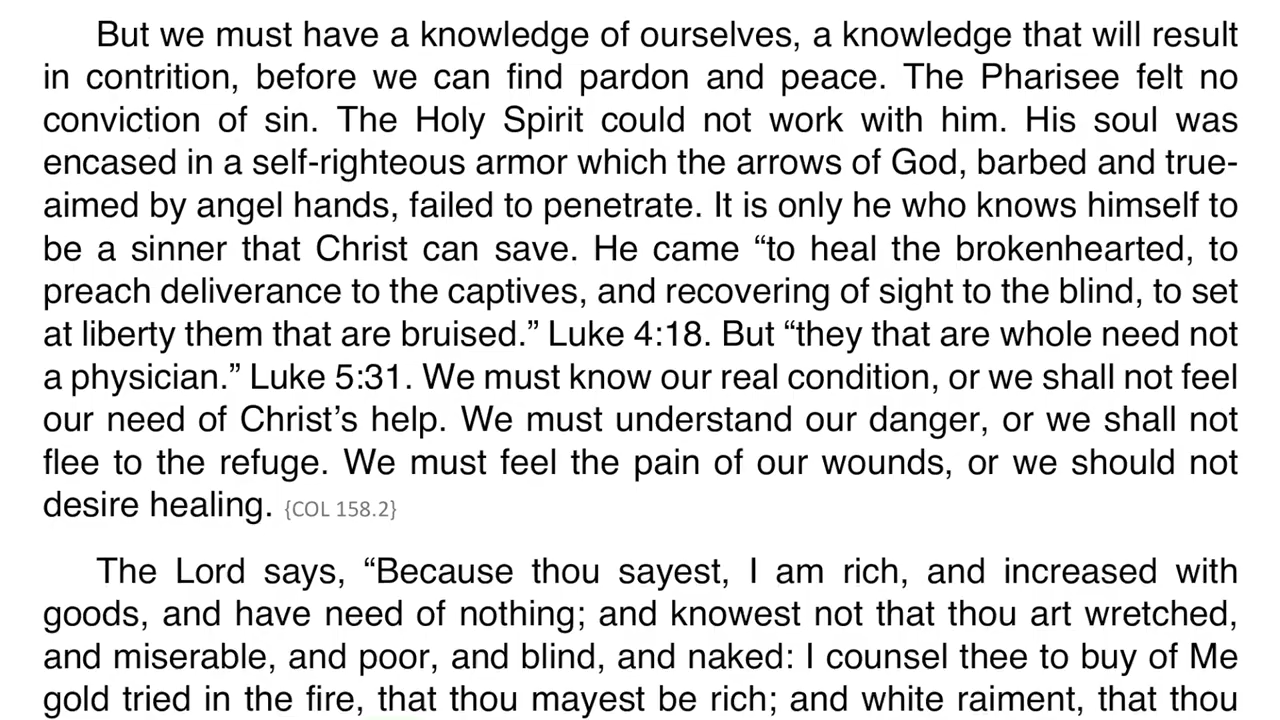 But we must have a knowledge of ourselves, a knowledge that will result
in contrition, before we can find pardon and peace. The Pharisee felt no
conviction of sin. The Holy Spirit could not work with him. His soul was
encased in a self-righteous armor which the arrows of God, barbed and true-
aimed by angel hands, failed to penetrate. It is only he who knows himself to
be a sinner that Christ can save. He came “to heal the brokenhearted, to
preach deliverance to the captives, and recovering of sight to the blind, to set
at liberty them that are bruised.” Luke 4:18. But “they that are whole need not
a physician.” Luke 5:31. We must know our real condition, or we shall not feel
our need of Christ’s help. We must understand our danger, or we shall not
flee to the refuge. We must feel the pain of our wounds, or we should not
desire healing. {COL 158.2}
The Lord says, “Because thou sayest, I am rich, and increased with
goods, and have need of nothing; and knowest not that thou art wretched,
and miserable, and poor, and blind, and naked: I counsel thee to buy of Me
gold tried in the fire, that thou mayest be rich; and white raiment, that thou